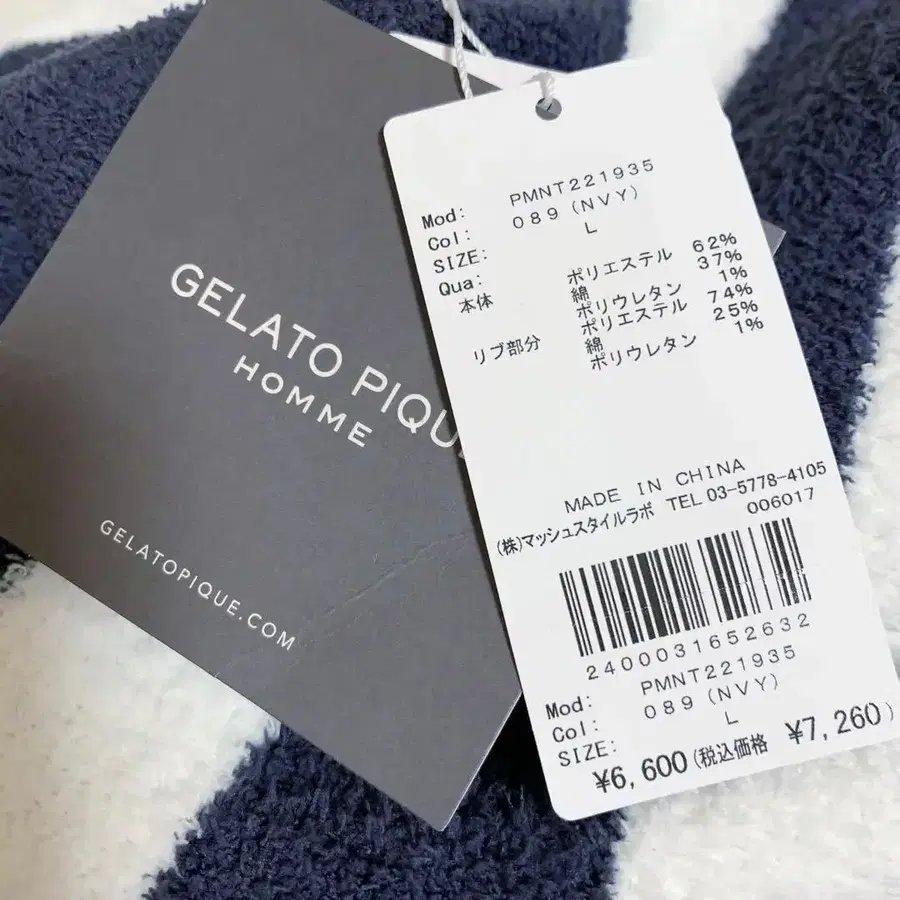 GELATO PIQU
HOMME
GELATOPIQUE.COM
Mod: PMNT221935
Col: 089 (NVY)
SIZE: L
Qua:
本体 ポリエステル 62%
綿 37%
ポリウレタン 1%
リブ部分 ポリエステル 74%
綿 25%
ポリウレタン 1%
MADE IN CHINA
(株)マッシュスタイルラボ TEL 03-5778-4105
006017
2400031652632
Mod: PMNT221935
Col: 089 (NVY)
SIZE: L
¥6,600 (税込価格 ¥7,260)